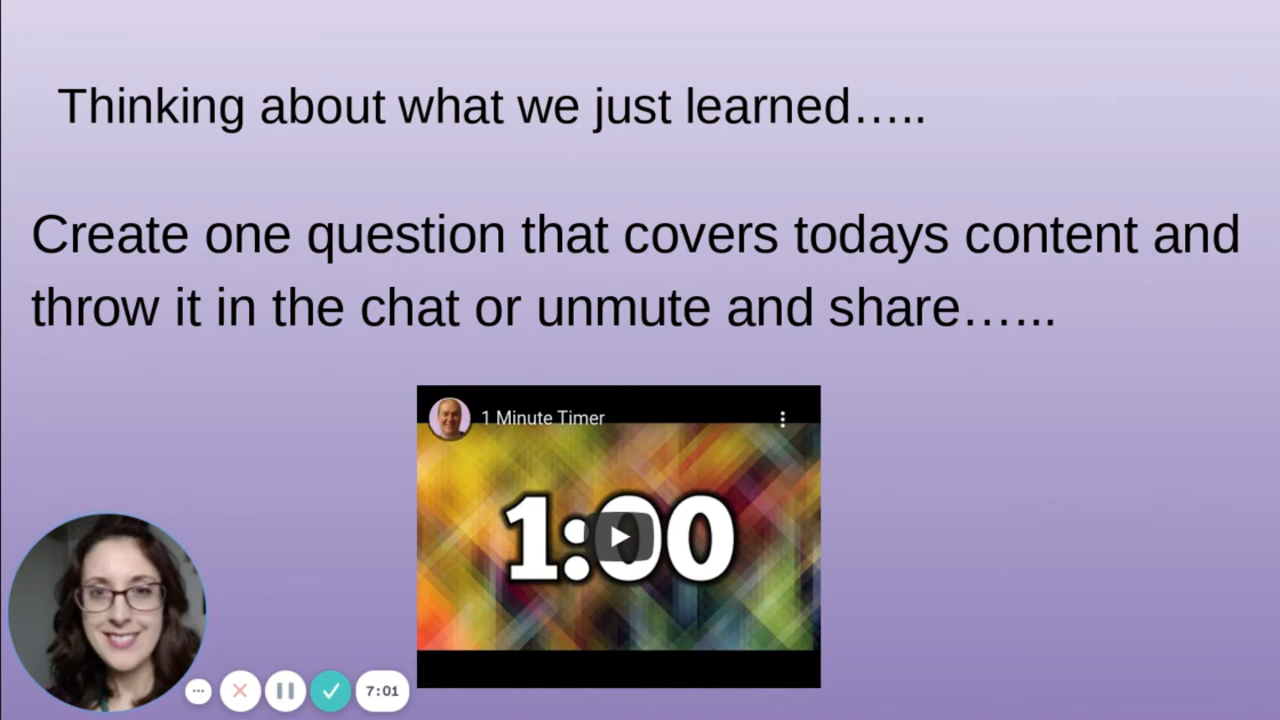 Thinking about what we just learned.....
Create one question that covers todays content and
throw it in the chat or unmute and share…...
1 Minute Timer
1:00
7:01